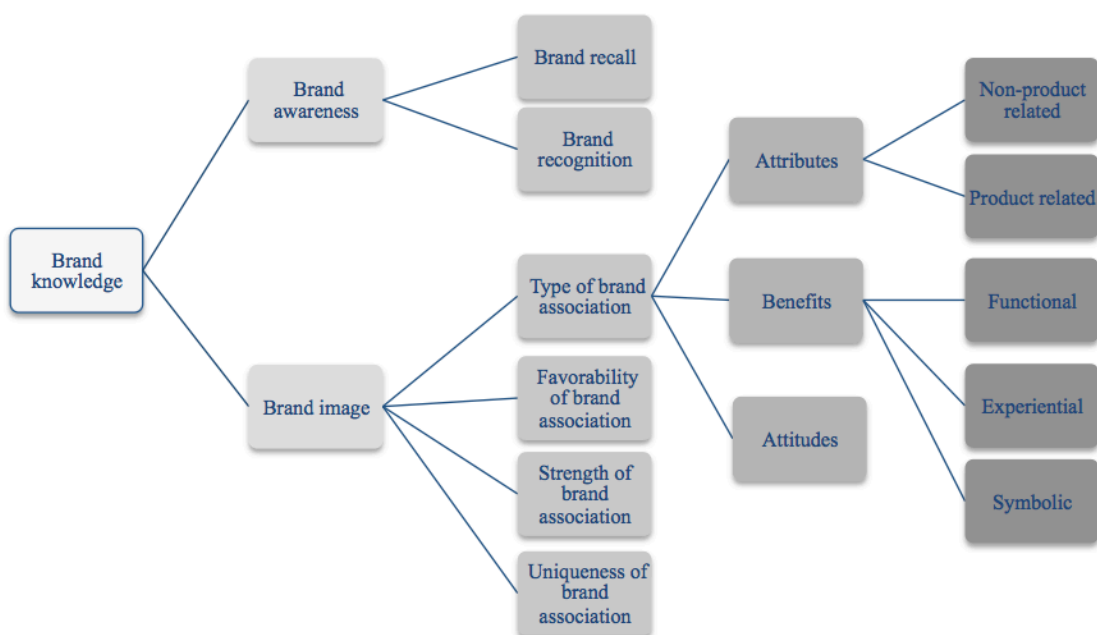 Brand
knowledge
Brand
awareness
Brand image
Brand recall
Brand
recognition
Type of brand
association
Favorability
of brand
association
Strength of
brand
association
Uniqueness of
brand
association
Attributes
Benefits
Attitudes
Non-product
related
Product related
Functional
Experiential
Symbolic